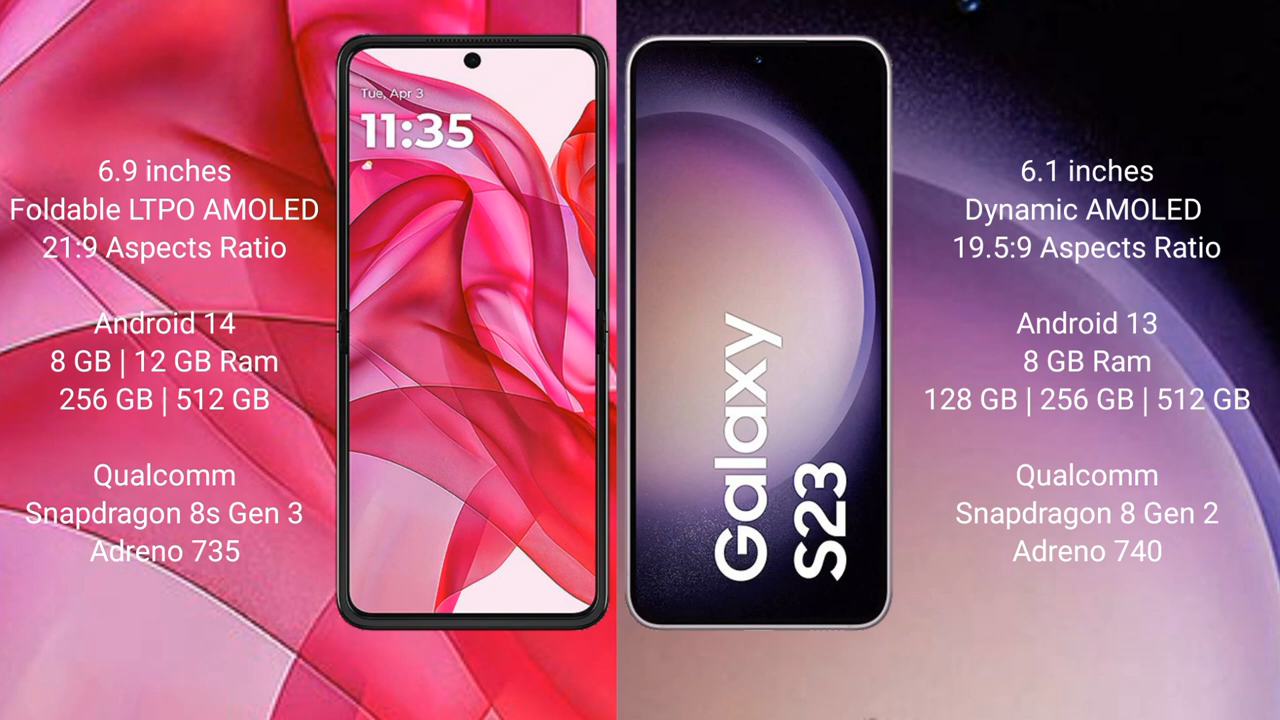 6.9 inches
Foldable LTPO AMOLED
21:9 Aspects Ratio
Android 14
8 GB | 12 GB Ram
256 GB | 512 GB
Qualcomm
Snapdragon 8s Gen 3
Adreno 735
Tue, Apr 3
11:35
Galaxy
S23
6.1 inches
Dynamic AMOLED
19.5:9 Aspects Ratio
Android 13
8 GB Ram
128 GB | 256 GB | 512 GB
Qualcomm
Snapdragon 8 Gen 2
Adreno 740